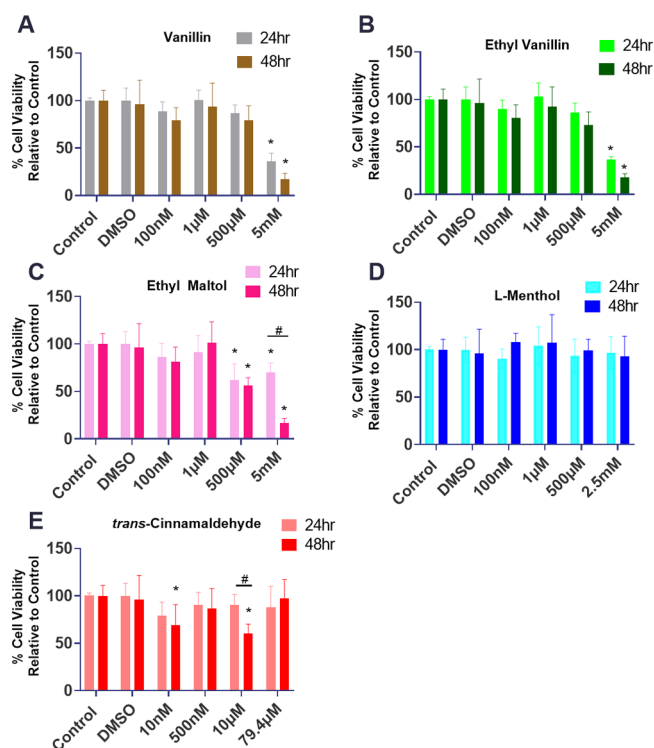 A
Vanillin
24hr
48hr
% Cell Viability
Relative to Control
150
100
50
0
Control
DMSO
100nM
1µM
500µM
5mM
*
*
B
Ethyl Vanillin
24hr
48hr
% Cell Viability
Relative to Control
150
100
50
0
Control
DMSO
100nM
1µM
500µM
5mM
*
*
C
Ethyl Maltol
24hr
48hr
% Cell Viability
Relative to Control
150
100
50
0
Control
DMSO
100nM
1µM
500µM
5mM
*
*
#
*
*
D
L-Menthol
24hr
48hr
% Cell Viability
Relative to Control
150
100
50
0
Control
DMSO
100nM
1µM
500µM
2.5mM
E
trans-Cinnamaldehyde
24hr
48hr
% Cell Viability
Relative to Control
150
100
50
0
Control
DMSO
10nM
500nM
10µM
79.4µM
*
#
*